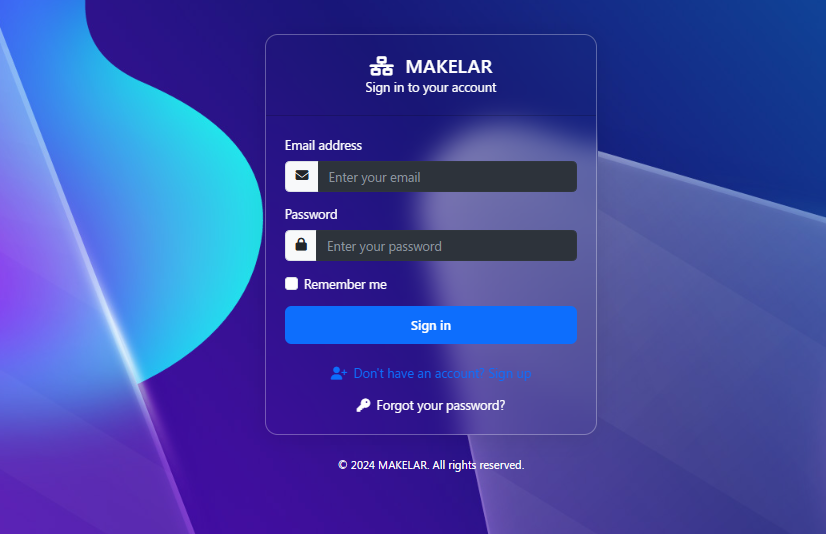 MAKELAR
Sign in to your account
Email address
Enter your email
Password
Enter your password
Remember me
Sign in
Don't have an account? Sign up
Forgot your password?
© 2024 MAKELAR. All rights reserved.